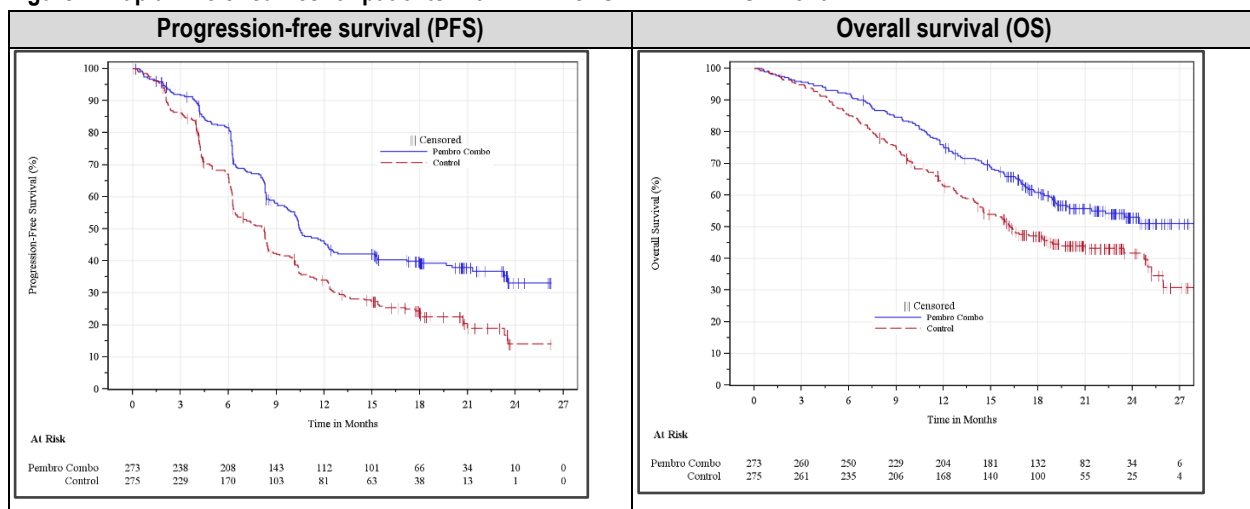 Progression-free survival (PFS)
Overall survival (OS)
Progression-Free Survival (%)
100
90
80
70
60
50
40
30
20
10
0
|| Censored
Pembro Combo
Control
0 3 6 9 12 15 18 21 24 27
Time in Months
At Risk
Pembro Combo 273 238 208 143 112 101 66 34 10 0
Control 275 229 170 103 81 63 38 13 1 0
Overall Survival (%)
100
90
80
70
60
50
40
30
20
10
0
|| Censored
Pembro Combo
Control
0 3 6 9 12 15 18 21 24 27
Time in Months
At Risk
Pembro Combo 273 260 250 229 204 181 132 82 34 6
Control 275 261 235 206 168 140 100 55 25 4